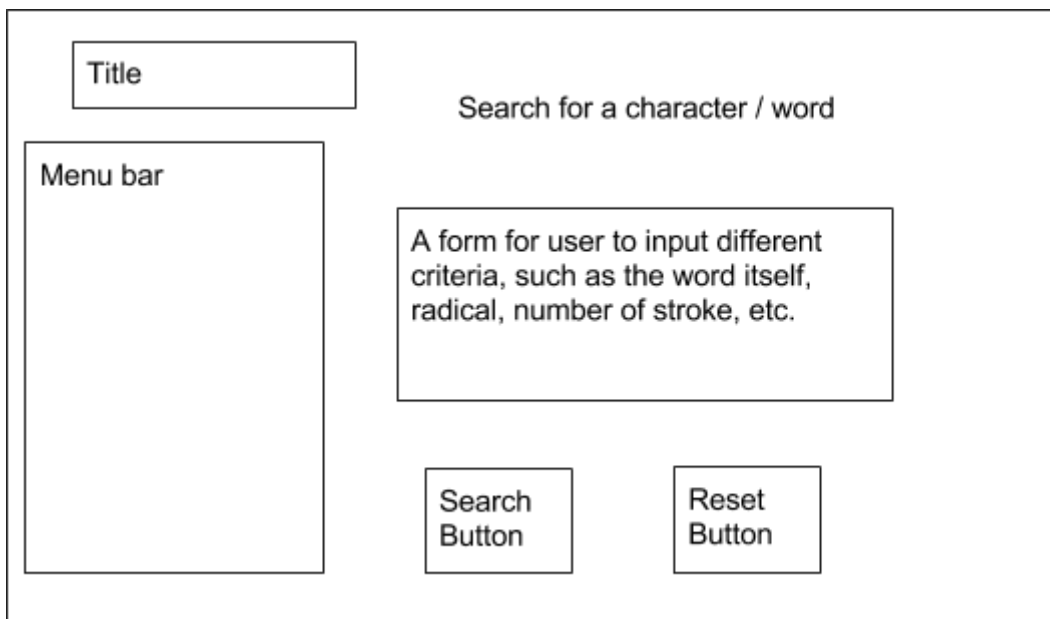 Title
Search for a character / word
Menu bar
A form for user to input different
criteria, such as the word itself,
radical, number of stroke, etc.
Search
Button
Reset
Button